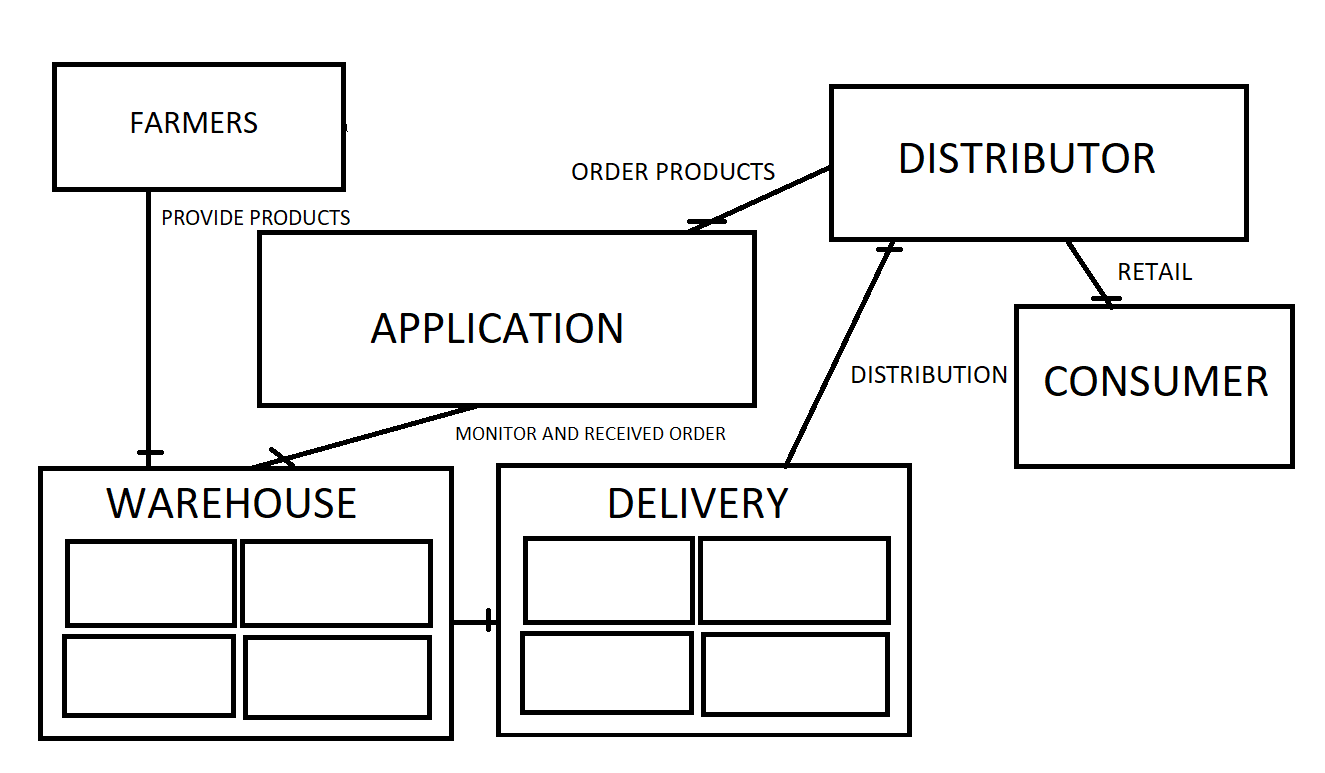 FARMERS
DISTRIBUTOR
ORDER PRODUCTS
PROVIDE PRODUCTS
RETAIL
APPLICATION
DISTRIBUTION
CONSUMER
MONITOR AND RECEIVED ORDER
WAREHOUSE
DELIVERY